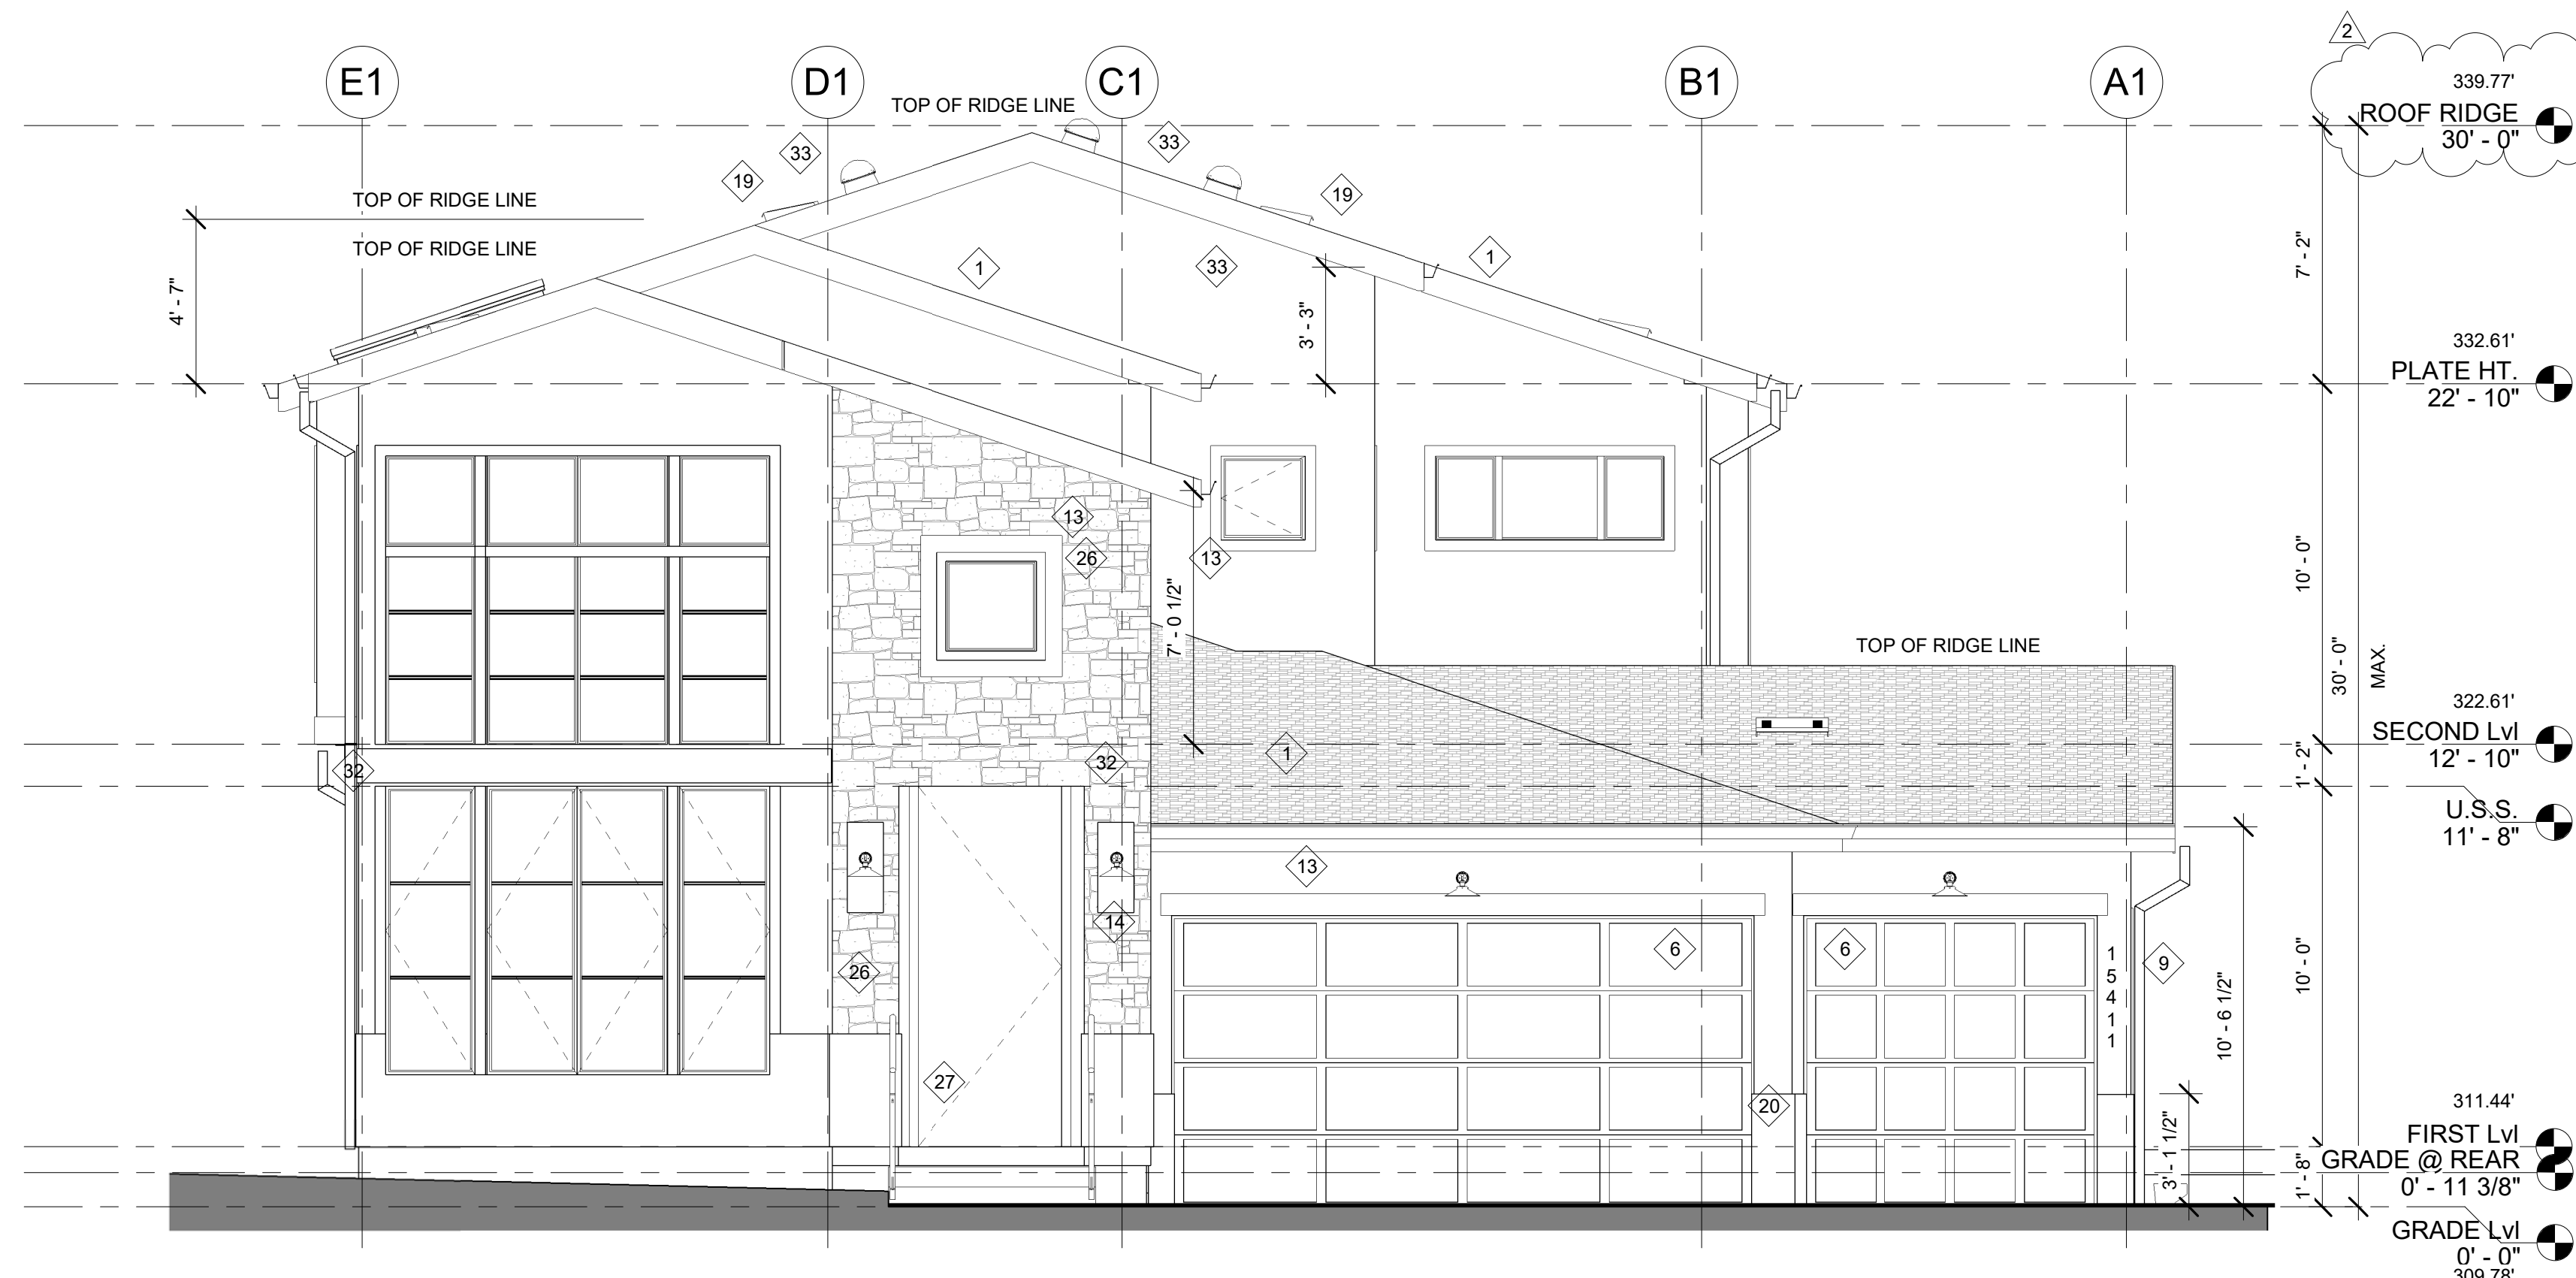 2
E1
D1
C1
B1
A1
339.77'
ROOF RIDGE
30' - 0"
TOP OF RIDGE LINE
33
33
19
19
TOP OF RIDGE LINE
TOP OF RIDGE LINE
4' - 7"
1
33
1
3' - 3"
7' - 2"
332.61'
PLATE HT.
22' - 10"
13
26
13
7' - 0 1/2"
10' - 0"
TOP OF RIDGE LINE
30' - 0"
MAX.
322.61'
SECOND Lvl
12' - 10"
32
32
1
1' - 2"
U.S.S.
11' - 8"
13
14
26
6
6
15411
9
10' - 6 1/2"
10' - 0"
27
20
3' - 1 1/2"
311.44'
FIRST Lvl
GRADE @ REAR
0' - 11 3/8"
1' - 8"
GRADE Lvl
0' - 0"
309.78'